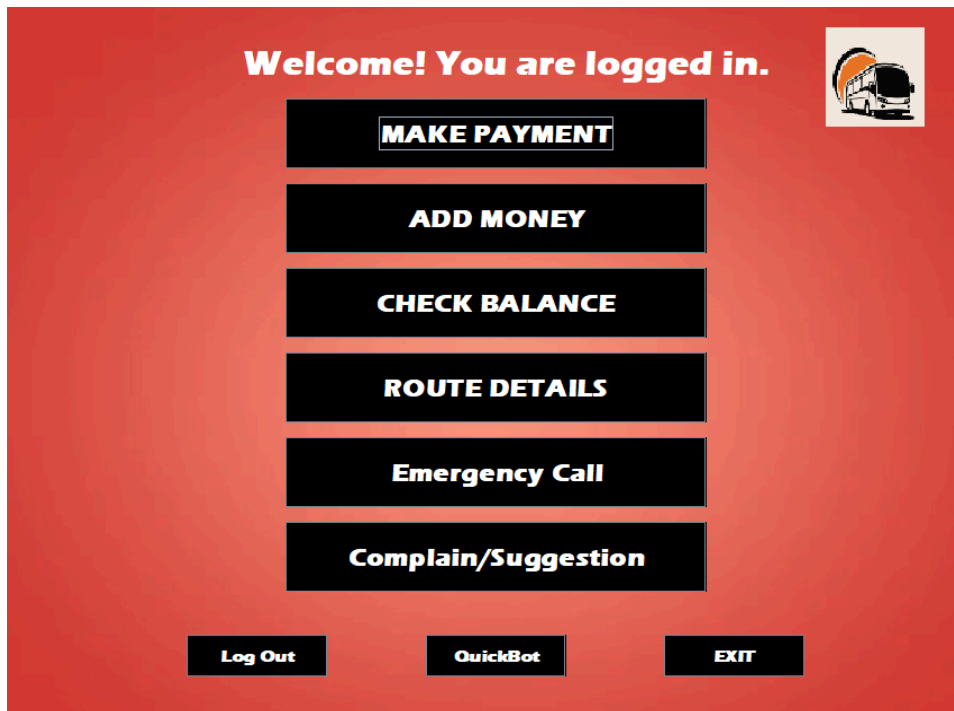 Welcome! You are logged in.
MAKE PAYMENT
ADD MONEY
CHECK BALANCE
ROUTE DETAILS
Emergency Call
Complain/Suggestion
Log Out
QuickBot
EXIT